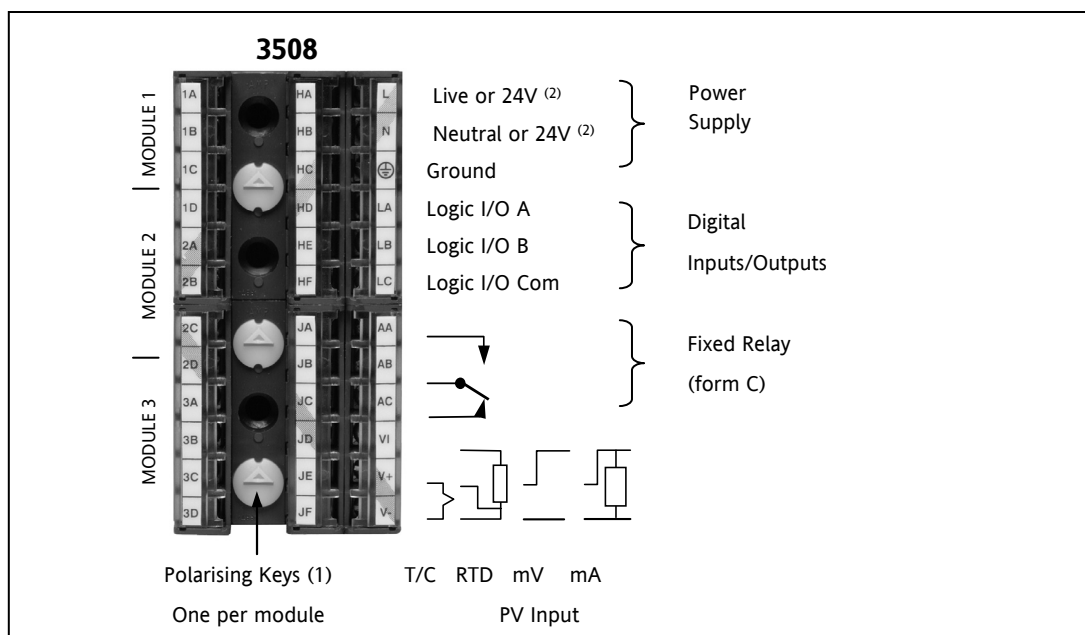 3508
MODULE 1
MODULE 2
MODULE 3
1A
1B
1C
1D
2A
2B
2C
2D
3A
3B
3C
3D
HA
HB
HC
HD
HE
HF
JA
JB
JC
JD
JE
JF
L
N
LA
LB
LC
AA
AB
AC
VI
V+
V-
Live or 24V (2)
Neutral or 24V (2)
Ground
Logic I/O A
Logic I/O B
Logic I/O Com
Power
Supply
Digital
Inputs/Outputs
Fixed Relay
(form C)
Polarising Keys (1)
One per module
T/C RTD mV mA
PV Input